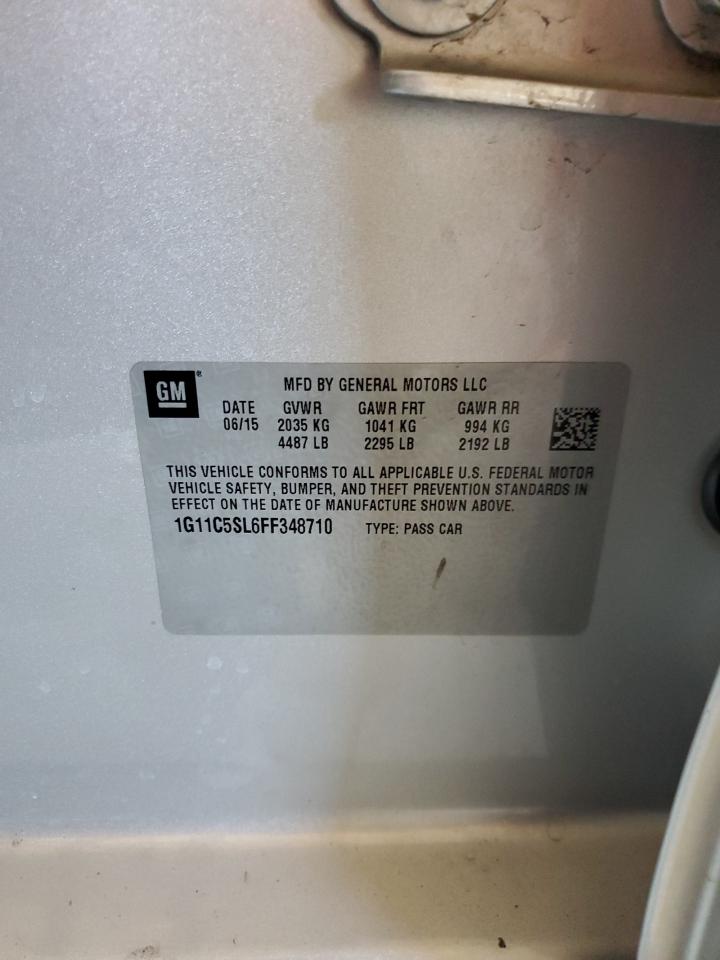 GM ®
MFD BY GENERAL MOTORS LLC
DATE GVWR GAWR FRT GAWR RR
06/15 2035 KG 1041 KG 994 KG
4487 LB 2295 LB 2192 LB
THIS VEHICLE CONFORMS TO ALL APPLICABLE U.S. FEDERAL MOTOR
VEHICLE SAFETY, BUMPER, AND THEFT PREVENTION STANDARDS IN
EFFECT ON THE DATE OF MANUFACTURE SHOWN ABOVE.
1G11C5SL6FF348710 TYPE: PASS CAR